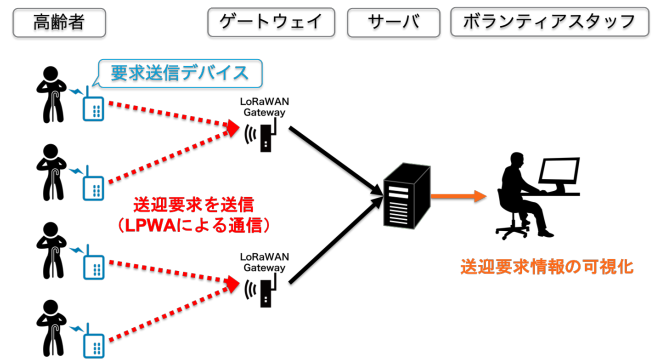 高齢者
ゲートウェイ
サーバ
ボランティアスタッフ
要求送信デバイス
LoRaWAN
Gateway
送迎要求を送信
（LPWAによる通信）
LoRaWAN
Gateway
送迎要求情報の可視化